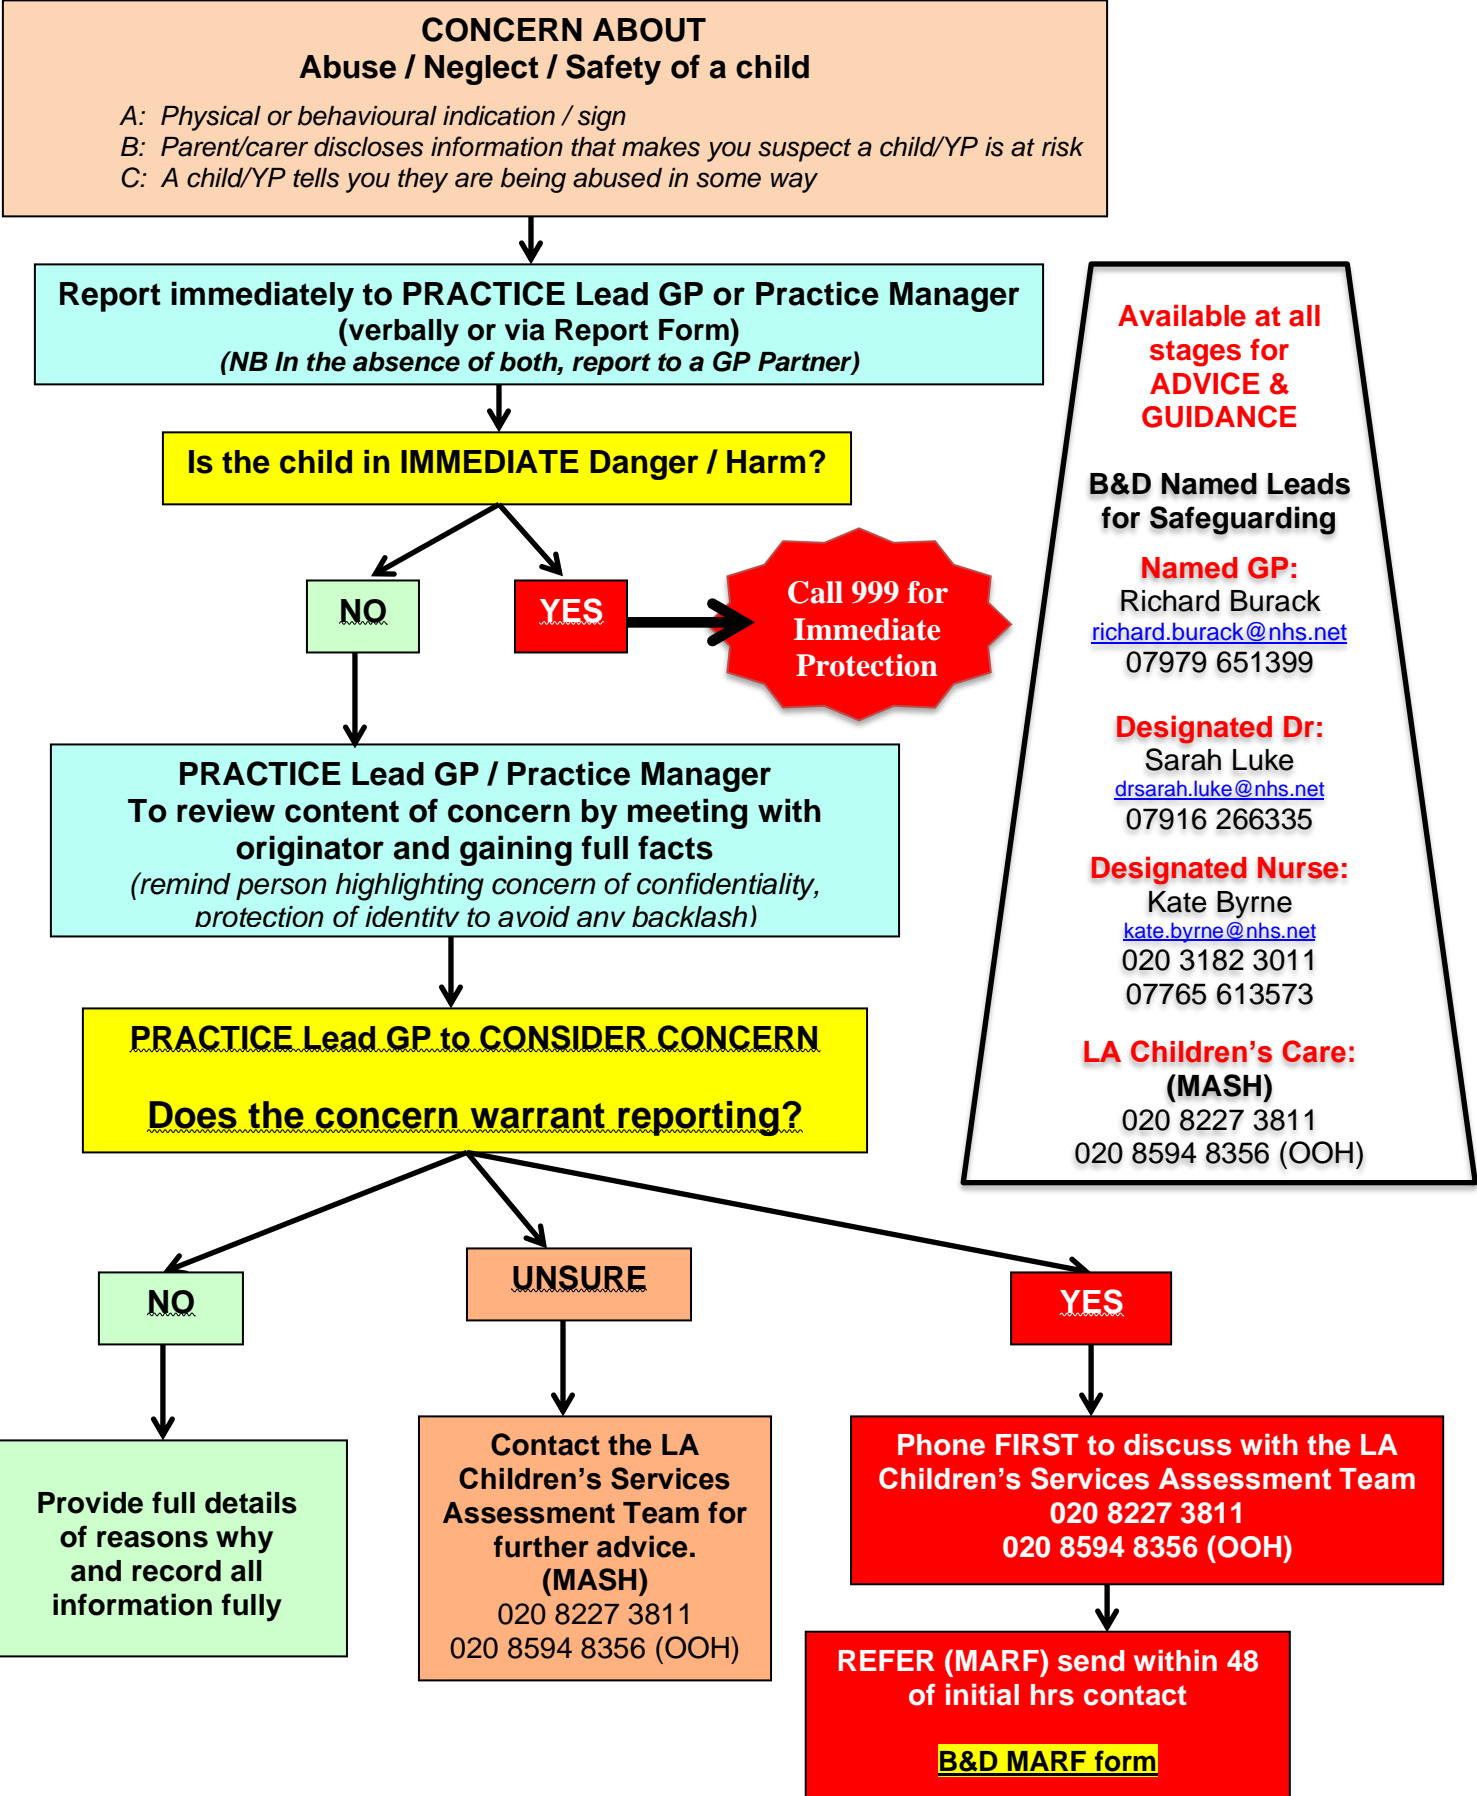 CONCERN ABOUT
Abuse / Neglect / Safety of a child
A: Physical or behavioural indication / sign
B: Parent/carer discloses information that makes you suspect a child/YP is at risk
C: A child/YP tells you they are being abused in some way
Report immediately to PRACTICE Lead GP or Practice Manager
(verbally or via Report Form)
(NB In the absence of both, report to a GP Partner)
Is the child in IMMEDIATE Danger / Harm?
NO
YES
Call 999 for
Immediate
Protection
PRACTICE Lead GP / Practice Manager
To review content of concern by meeting with
originator and gaining full facts
(remind person highlighting concern of confidentiality,
protection of identity to avoid any backlash)
PRACTICE Lead GP to CONSIDER CONCERN
Does the concern warrant reporting?
NO
UNSURE
YES
Provide full details
of reasons why
and record all
information fully
Contact the LA
Children’s Services
Assessment Team for
further advice.
(MASH)
020 8227 3811
020 8594 8356 (OOH)
Phone FIRST to discuss with the LA
Children’s Services Assessment Team
020 8227 3811
020 8594 8356 (OOH)
REFER (MARF) send within 48
of initial hrs contact
B&D MARF form
Available at all
stages for
ADVICE &
GUIDANCE
B&D Named Leads
for Safeguarding
Named GP:
Richard Burack
richard.burack@nhs.net
07979 651399
Designated Dr:
Sarah Luke
drsarah.luke@nhs.net
07916 266335
Designated Nurse:
Kate Byrne
kate.byrne@nhs.net
020 3182 3011
07765 613573
LA Children’s Care:
(MASH)
020 8227 3811
020 8594 8356 (OOH)